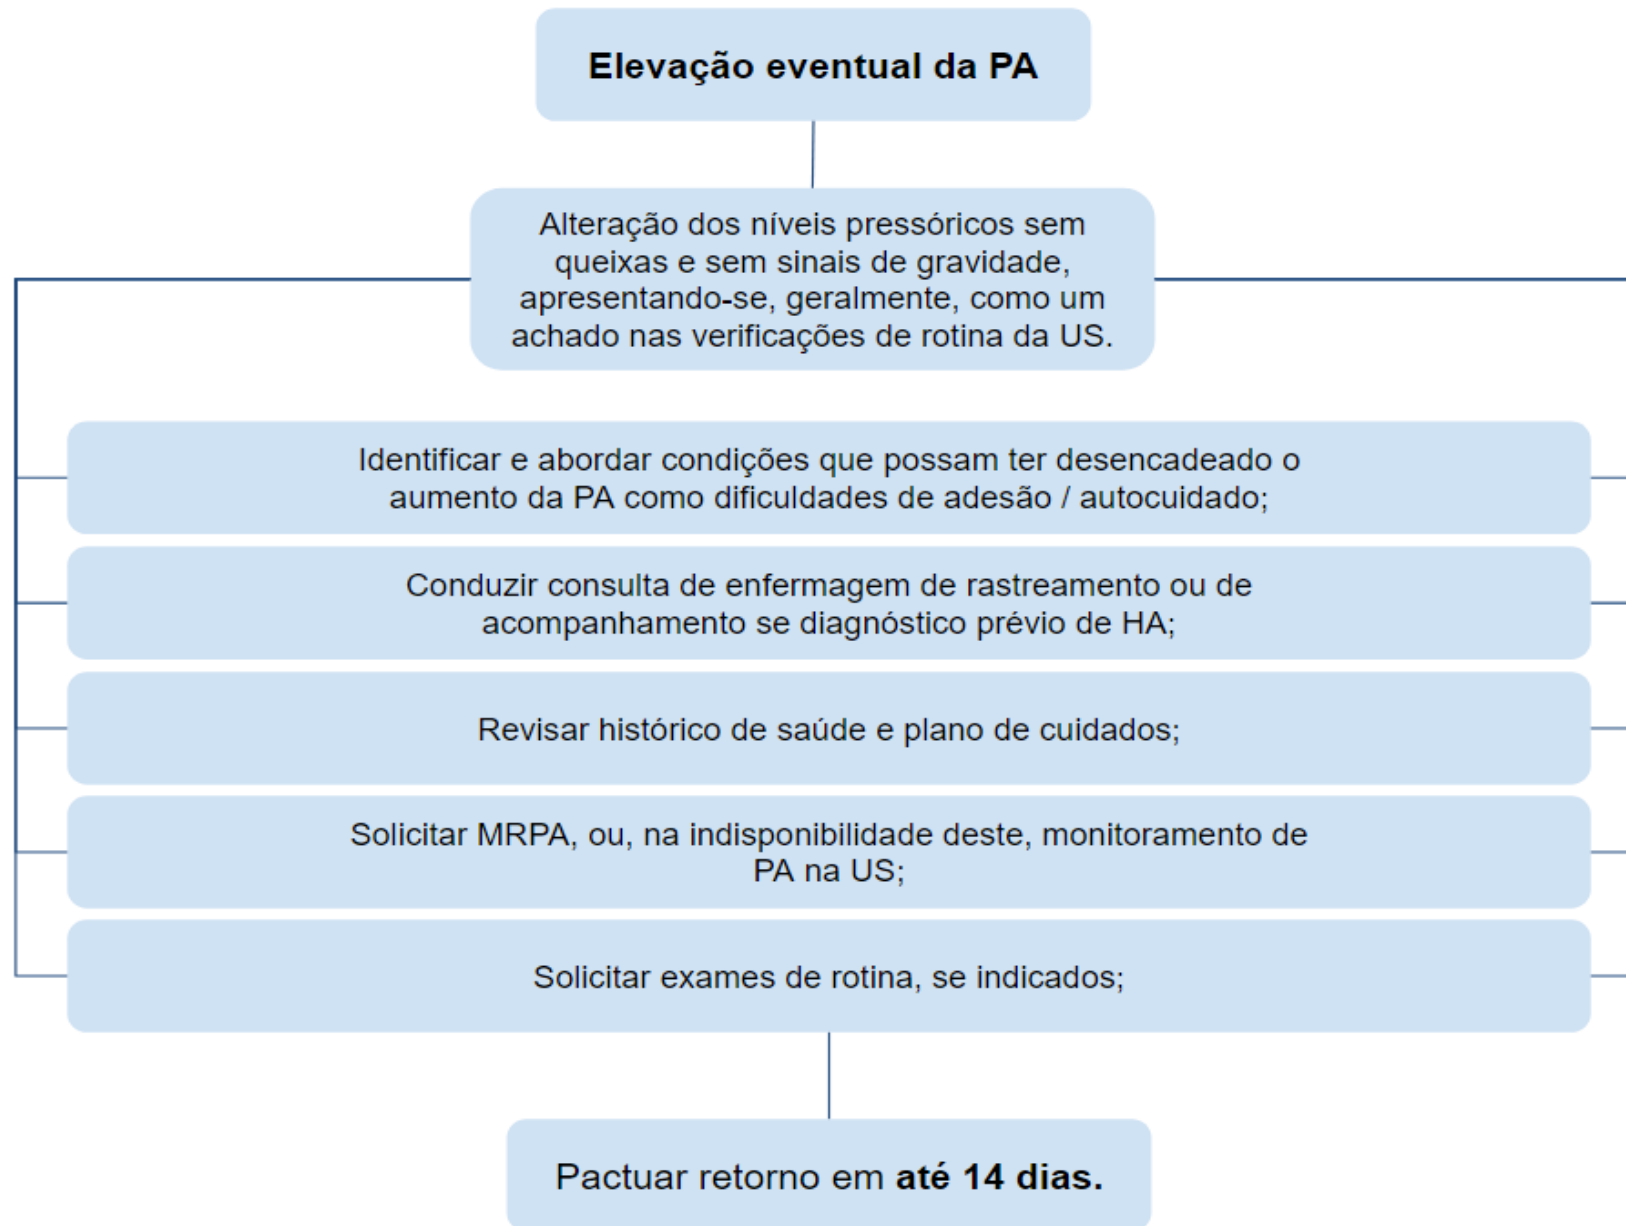 Elevação eventual da PA
Alteração dos níveis pressóricos sem
queixas e sem sinais de gravidade,
apresentando-se, geralmente, como um
achado nas verificações de rotina da US.
Identificar e abordar condições que possam ter desencadeado o
aumento da PA como dificuldades de adesão / autocuidado;
Conduzir consulta de enfermagem de rastreamento ou de
acompanhamento se diagnóstico prévio de HA;
Revisar histórico de saúde e plano de cuidados;
Solicitar MRPA, ou, na indisponibilidade deste, monitoramento de
PA na US;
Solicitar exames de rotina, se indicados;
Pactuar retorno em até 14 dias.